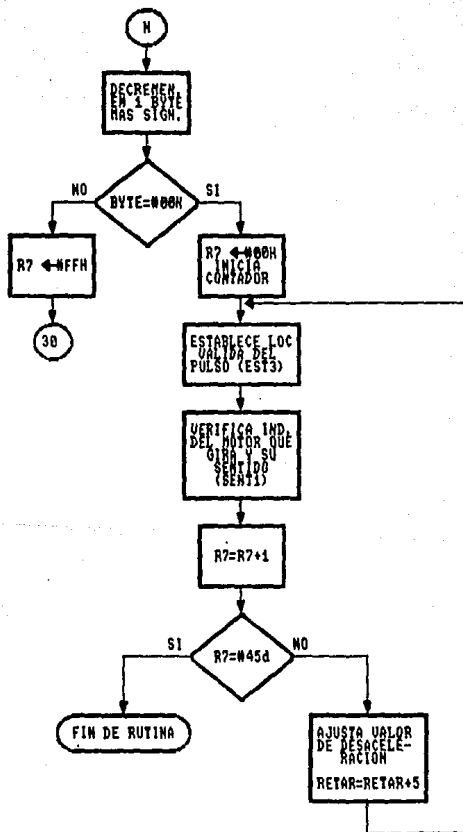 N
DECREMEN.
EN 1 BYTE
MAS SIGN.
BYTE=#00H
NO
SI
R7 ←#FFH
R7 ←#00H
INICIA
CONTADOR
30
ESTABLECE LOC
VALIDA DEL
PULSO (EST3)
VERIFICA IND.
DEL MOTOR QUE
GIRA Y SU
SENTIDO
(SENT1)
R7=R7+1
R7=#45d
SI
NO
FIN DE RUTINA
AJUSTA VALOR
DE DESACELE-
RACION
RETAR=RETAR+5